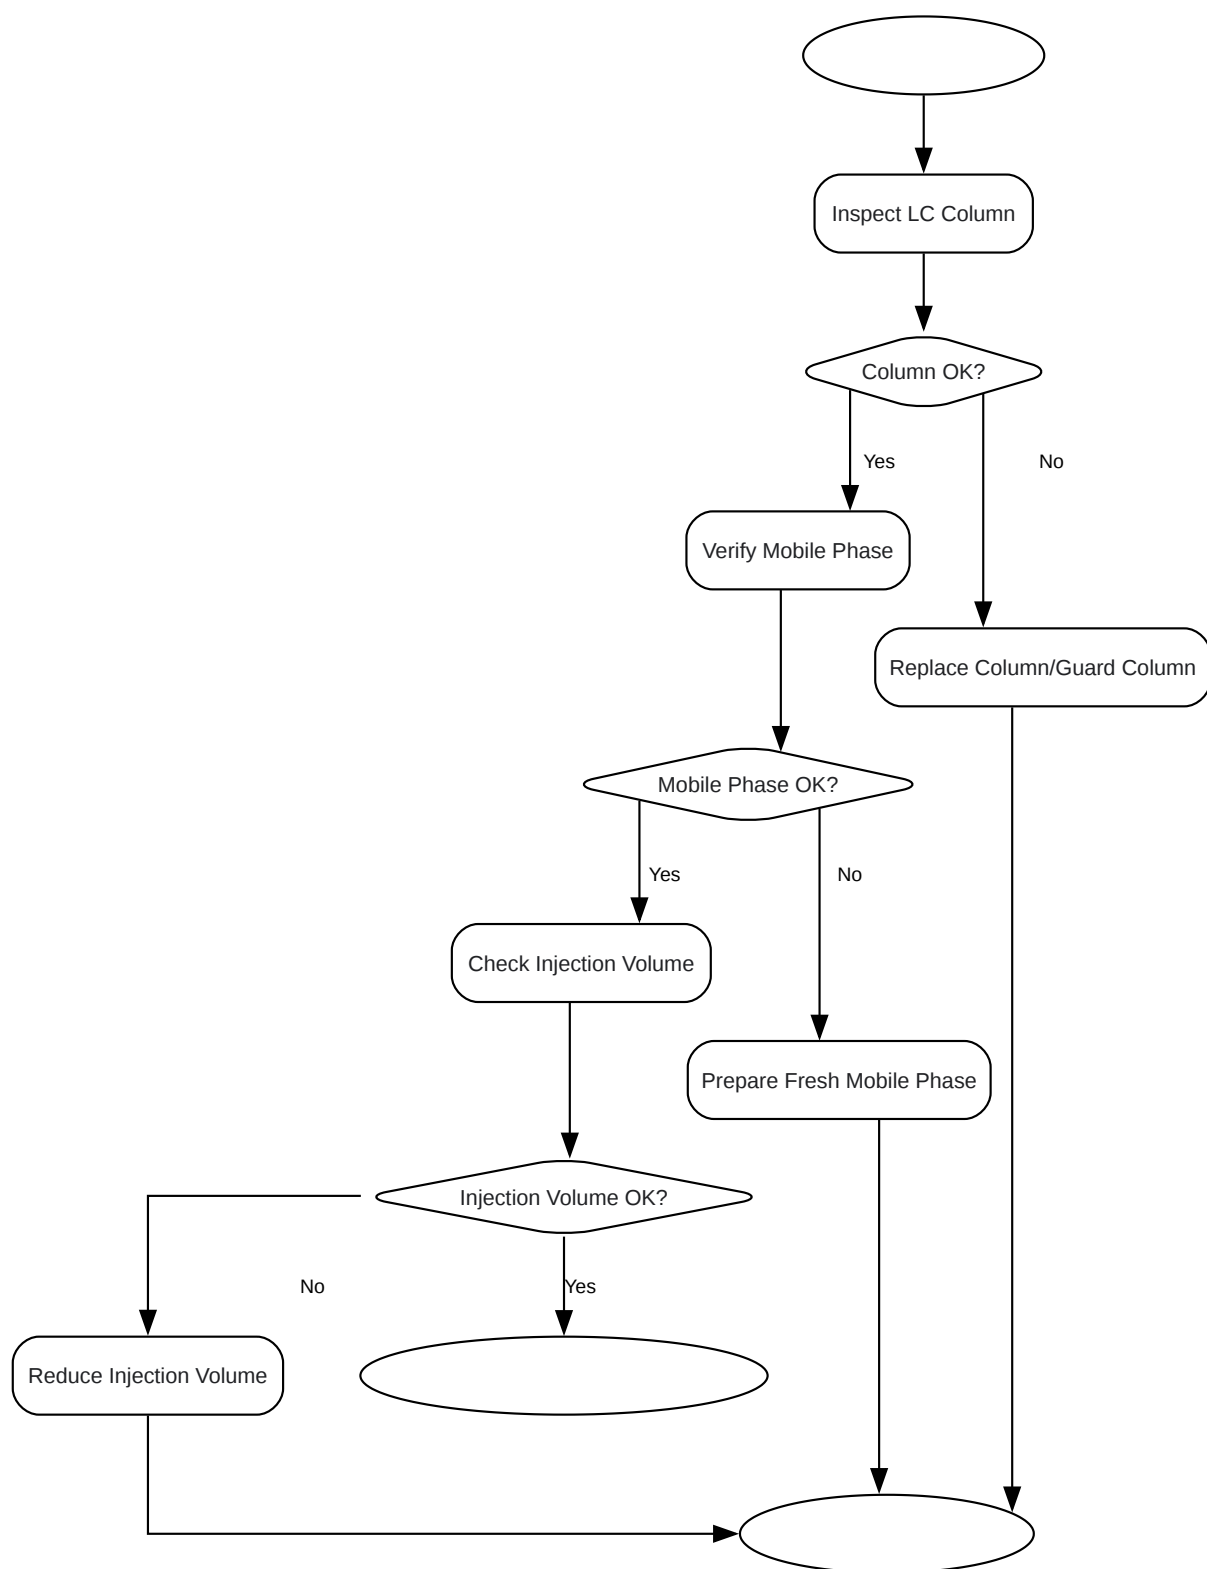 Inspect LC Column
Column OK?
Yes
No
Verify Mobile Phase
Replace Column/Guard Column
Mobile Phase OK?
Yes
No
Check Injection Volume
Prepare Fresh Mobile Phase
Injection Volume OK?
No
Yes
Reduce Injection Volume